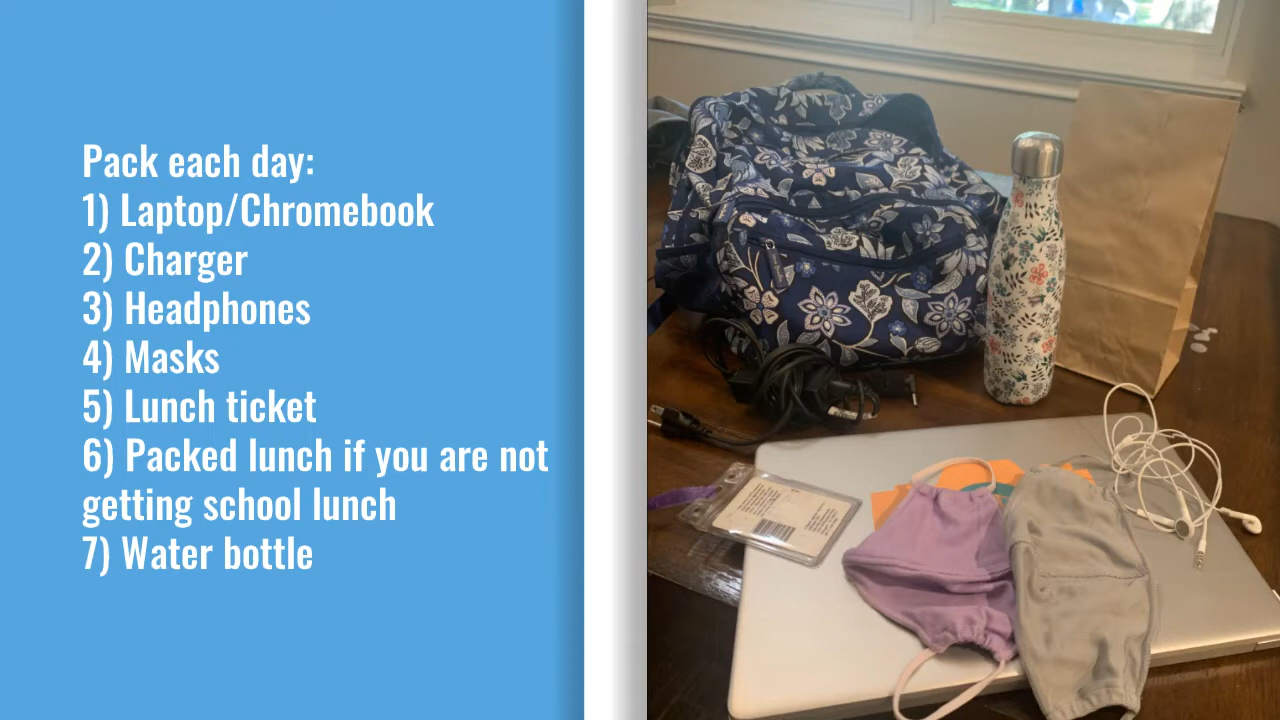 Pack each day:
1) Laptop/Chromebook
2) Charger
3) Headphones
4) Masks
5) Lunch ticket
6) Packed lunch if you are not
getting school lunch
7) Water bottle